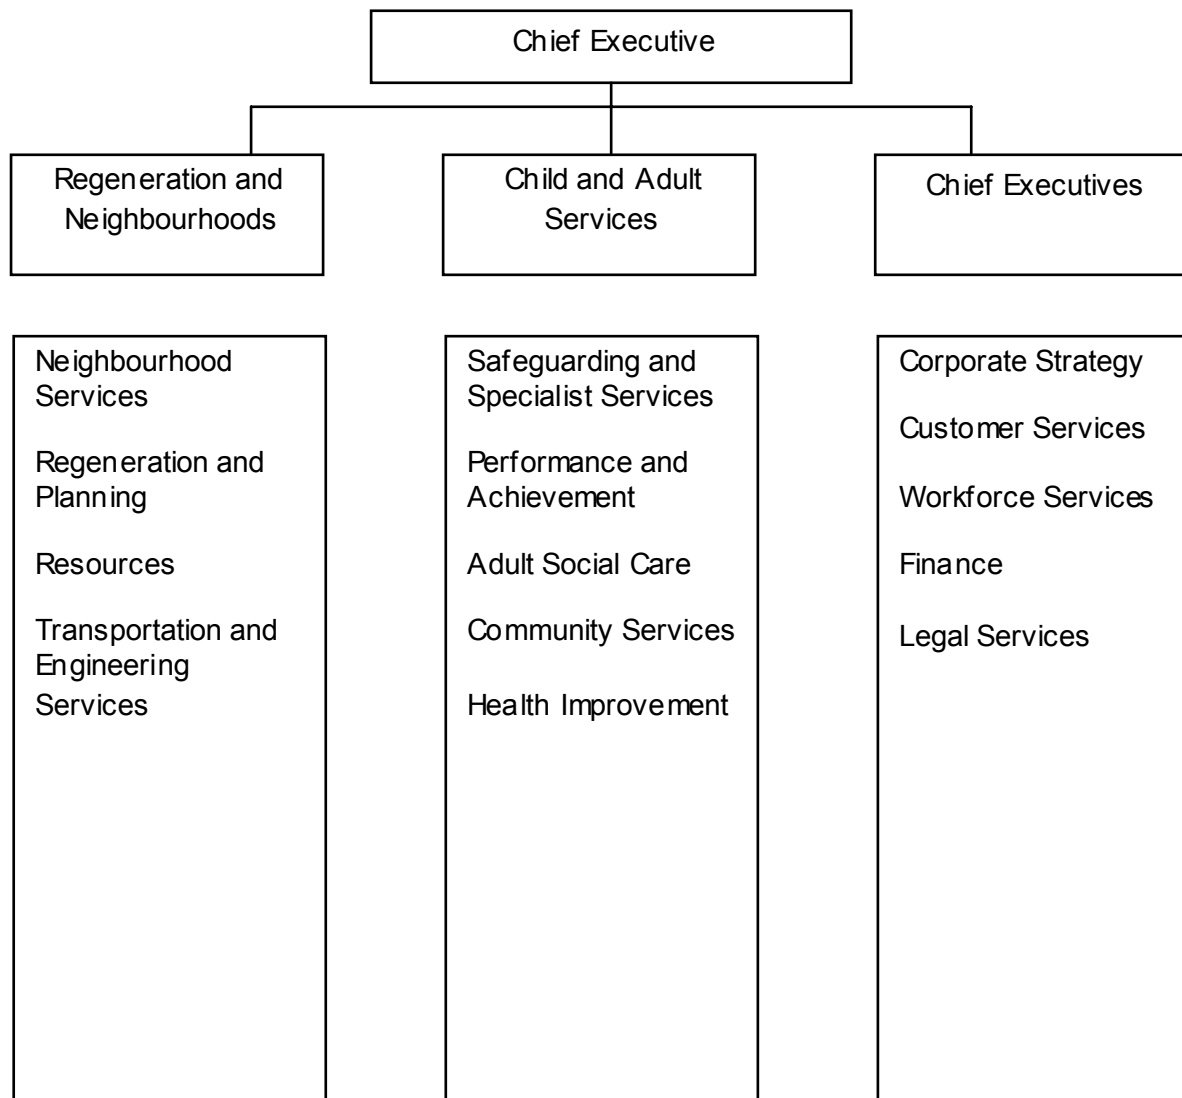 Chief Executive
Regeneration and
Neighbourhoods
Child and Adult
Services
Chief Executives
Neighbourhood
Services
Regeneration and
Planning
Resources
Transportation and
Engineering
Services
Safeguarding and
Specialist Services
Performance and
Achievement
Adult Social Care
Community Services
Health Improvement
Corporate Strategy
Customer Services
Workforce Services
Finance
Legal Services